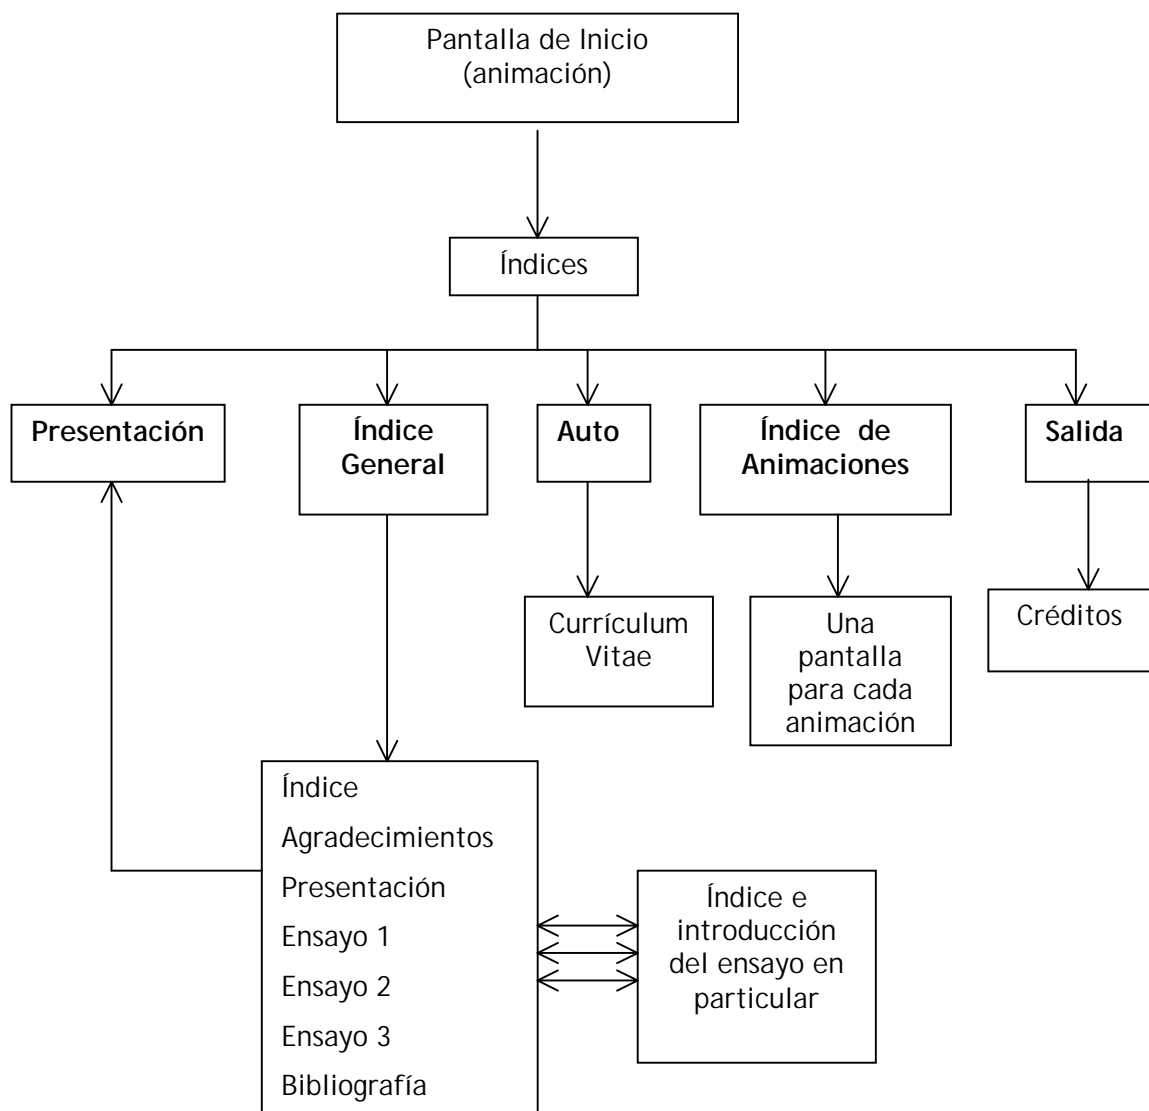 Pantalla de Inicio
(animación)
Índices
Presentación
Índice
General
Auto
Índice de
Animaciones
Salida
Currículum
Vitae
Una
pantalla
para cada
animación
Créditos
Índice
Agradecimientos
Presentación
Ensayo 1
Ensayo 2
Ensayo 3
Bibliografía
Índice e
introducción
del ensayo en
particular